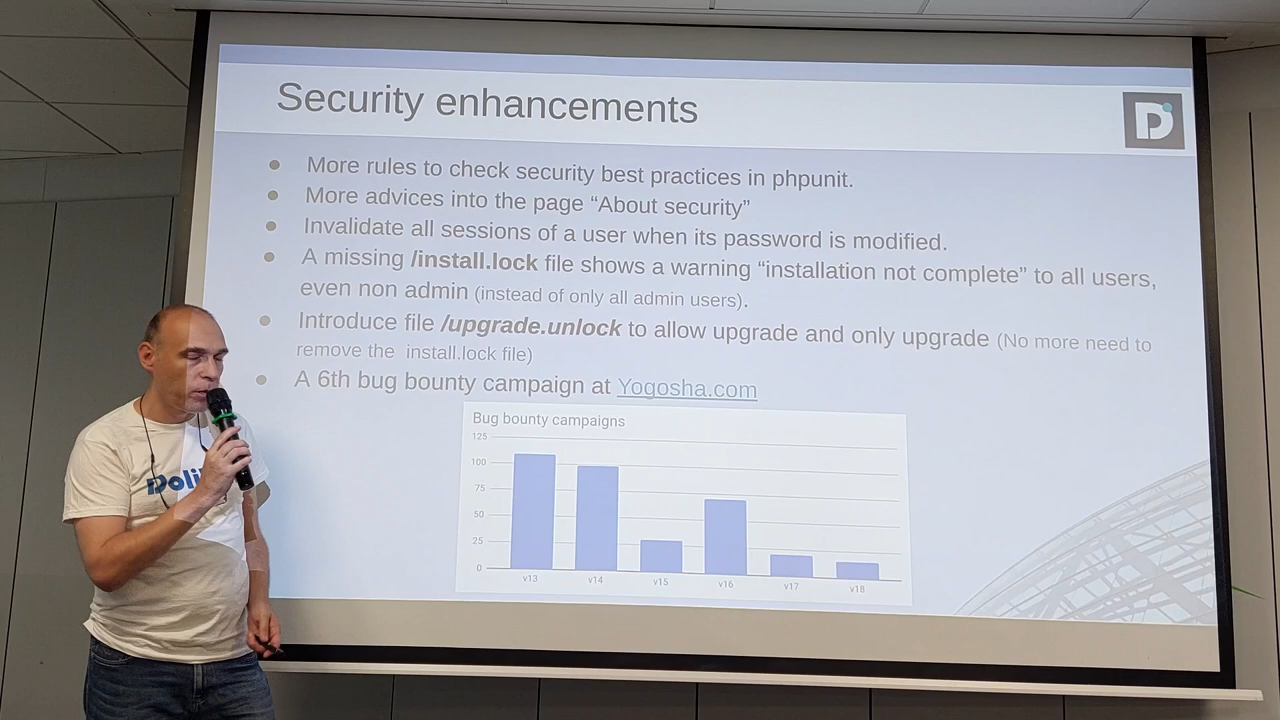 Security enhancements
D
More rules to check security best practices in phpunit.
More advices into the page “About security”
Invalidate all sessions of a user when its password is modified.
A missing /install.lock file shows a warning “installation not complete” to all users,
even non admin (instead of only all admin users).
Introduce file /upgrade.unlock to allow upgrade and only upgrade (No more need to
remove the install.lock file)
A 6th bug bounty campaign at Yogosha.com
Bug bounty campaigns
125
100
75
50
25
0
v13 v14 v15 v16 v17 v18
Doli